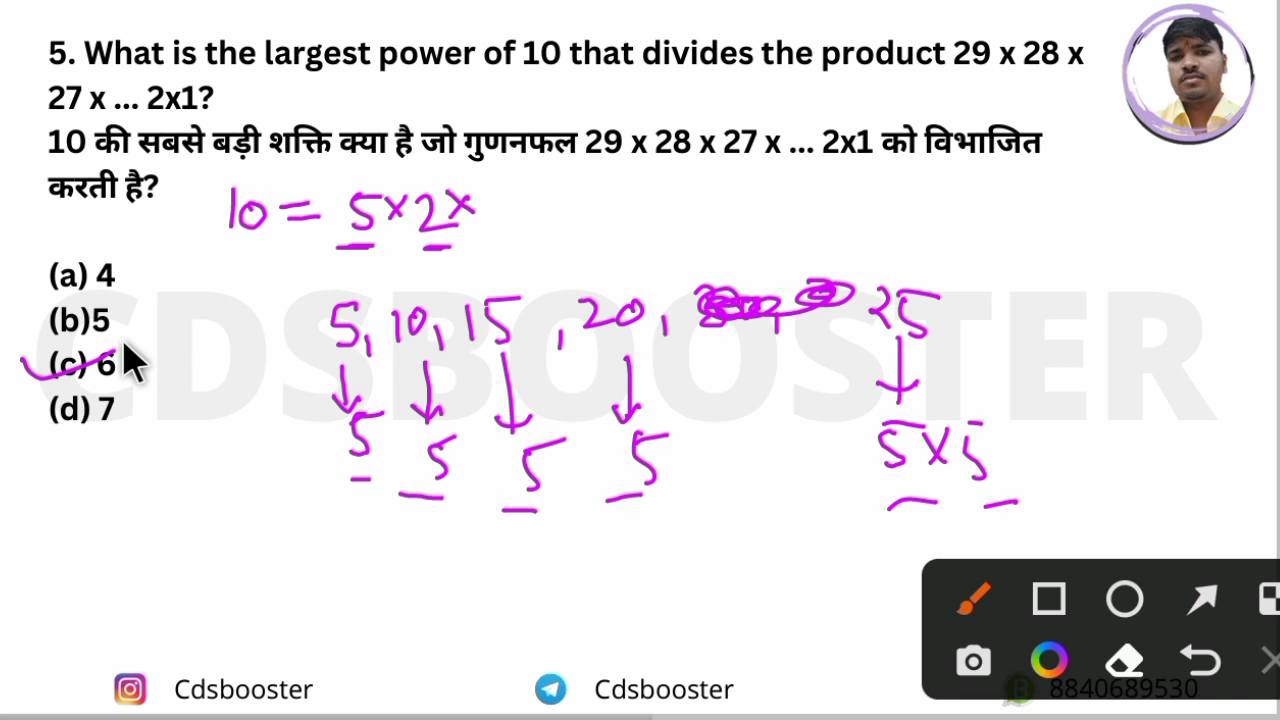 5. What is the largest power of 10 that divides the product 29 x 28 x
27 x ... 2x1?
10 की सबसे बड़ी शक्ति क्या है जो गुणनफल 29 x 28 x 27 x ... 2x1 को विभाजित
करती है?
10 = 5 x 2 x
(a) 4
(b)5
(c) 6
(d) 7
CDSBOOSTER
5, 10, 15, 20, 25
5 5 5 5 5 x 5
Cdsbooster Cdsbooster 8840689530